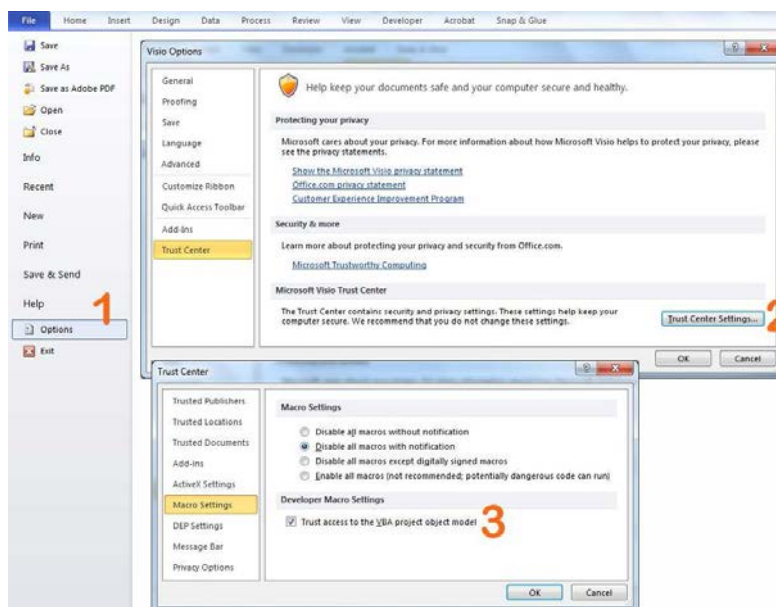 File Home Insert Design Data Process Review View Developer Acrobat Snap & Glue
Save
Save As
Save as Adobe PDF
Open
Close
Info
Recent
New
Print
Save & Send
Help
1
Options
Exit
Visio Options
General
Proofing
Save
Language
Advanced
Customize Ribbon
Quick Access Toolbar
Add-Ins
Trust Center
Help keep your documents safe and your computer secure and healthy.
Protecting your privacy
Microsoft cares about your privacy. For more information about how Microsoft Visio helps to protect your privacy, please
see the privacy statements.
Show the Microsoft Visio privacy statement
Office.com privacy statement
Customer Experience Improvement Program
Security & more
Learn more about protecting your privacy and security from Office.com.
Microsoft Trustworthy Computing
Microsoft Visio Trust Center
The Trust Center contains security and privacy settings. These settings help keep your
computer secure. We recommend that you do not change these settings.
Trust Center Settings...
2
OK Cancel
Trust Center
Trusted Publishers
Trusted Locations
Trusted Documents
Add-ins
ActiveX Settings
Macro Settings
DEP Settings
Message Bar
Privacy Options
Macro Settings
Disable all macros without notification
Disable all macros with notification
Disable all macros except digitally signed macros
Enable all macros (not recommended; potentially dangerous code can run)
Developer Macro Settings
Trust access to the VBA project object model
3
OK Cancel